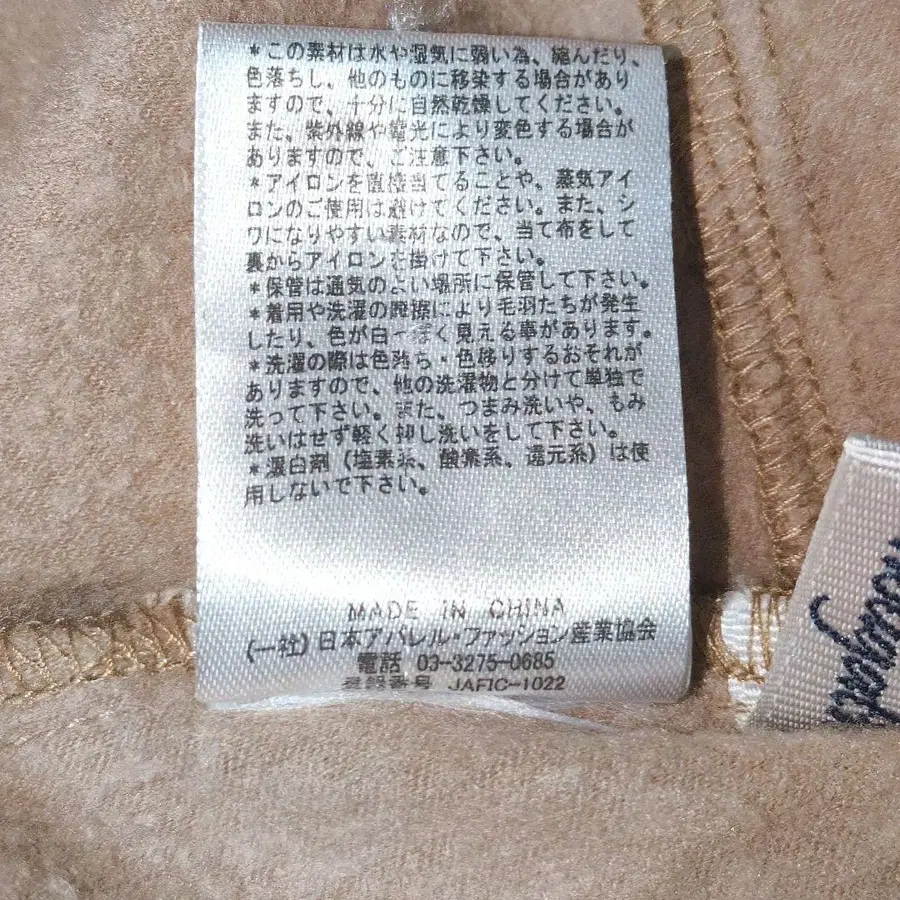 *この素材は水や湿気に弱い為、縮んだり、
色落ちし、他のものに移染する場合があり
ますので、十分に自然乾燥してください。
また、紫外線や蛍光により変色する場合が
ありますので、ご注意下さい。
*アイロンを直接当てることや、蒸気アイ
ロンのご使用は避けてください。また、シ
ワになりやすい素材なので、当て布をして
裏からアイロンを掛けて下さい。
*保管は通気のよい場所に保管して下さい。
*着用や洗濯の摩擦により毛羽たちが発生
したり、色が白っぽく見える事があります。
*洗濯の際は色落ち・色移りするおそれが
ありますので、他の洗濯物と分けて単独で
洗って下さい。また、つまみ洗いや、もみ
洗いはせず軽く押し洗いをして下さい。
*漂白剤（塩素系、酸素系、還元系）は使
用しないで下さい。
MADE IN CHINA
(一社)日本アパレル・ファッション産業協会
電話 03-3275-0685
登録番号 JAFIC-1022